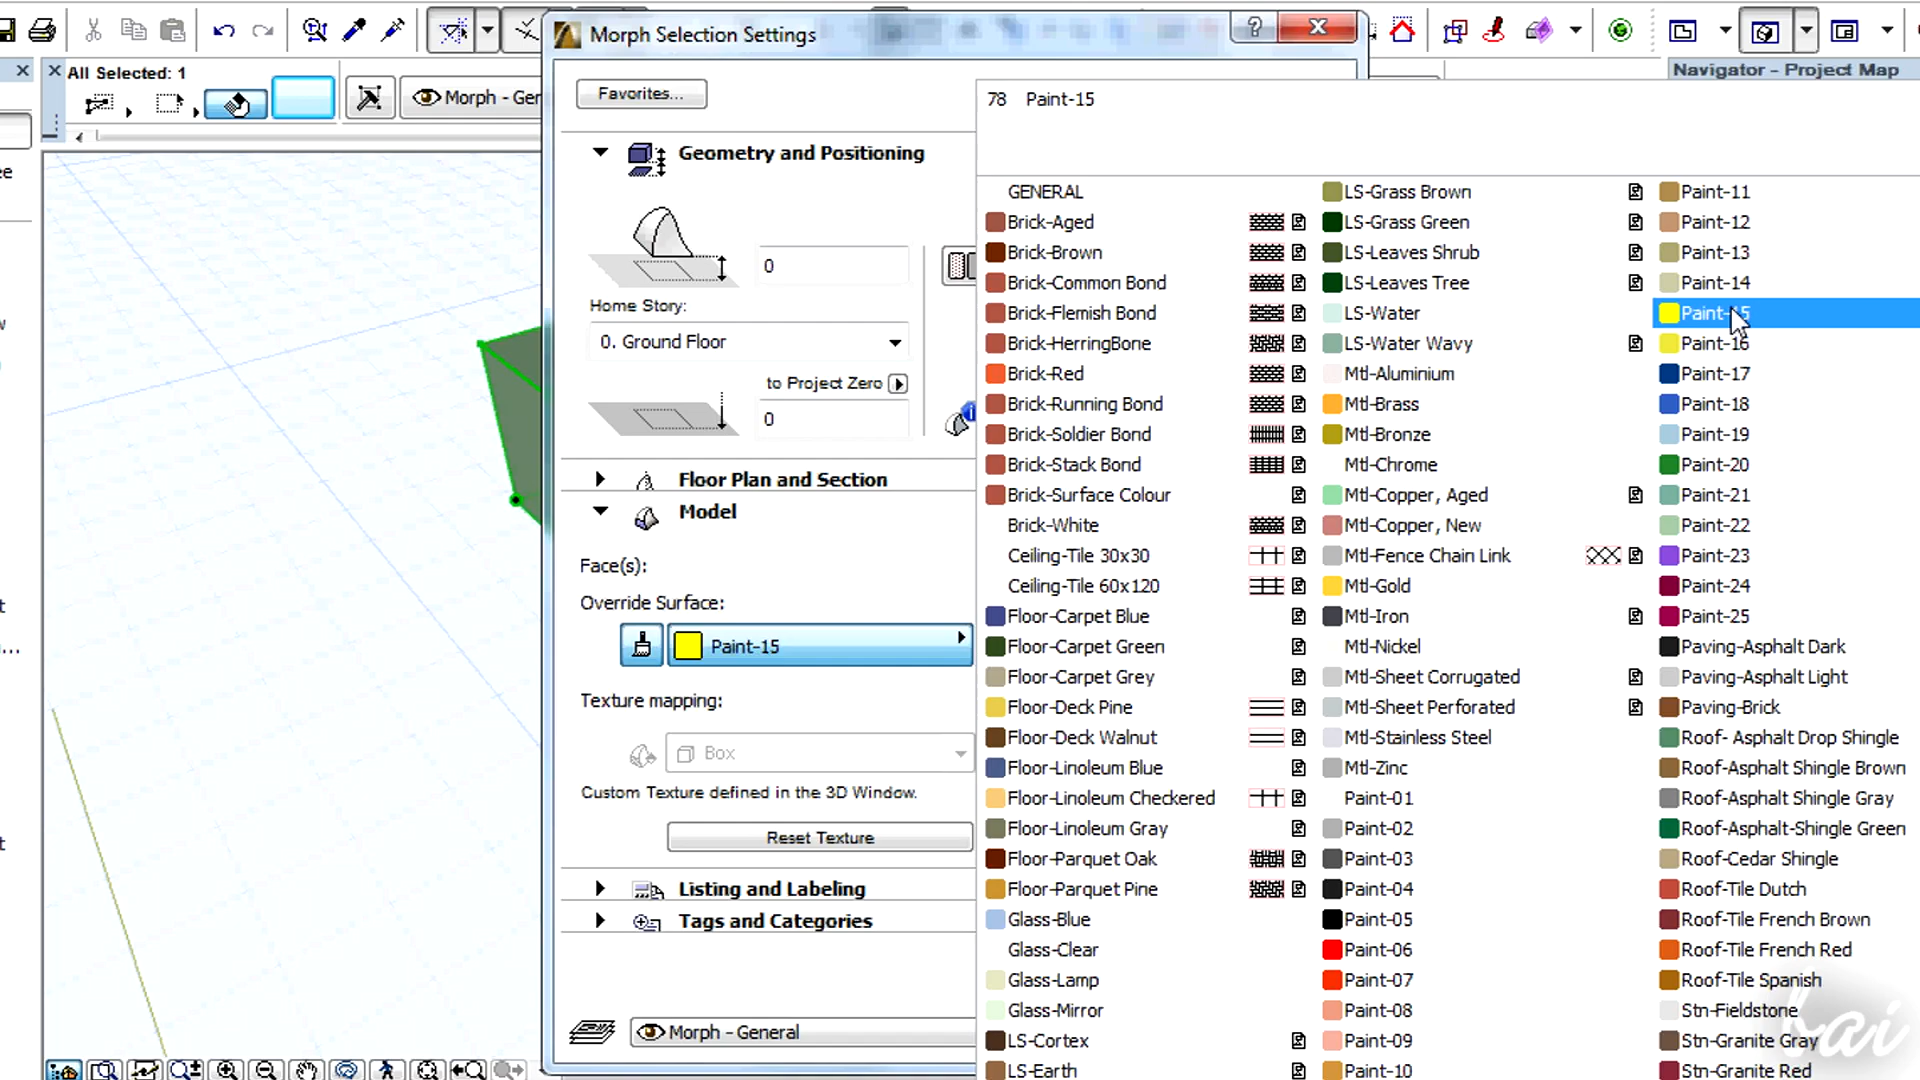 Morph Selection Settings
?
X
All Selected: 1
Navigator - Project Map
Morph - Ger
Favorites...
78 Paint-15
Geometry and Positioning
0
Home Story:
0. Ground Floor
to Project Zero
0
Floor Plan and Section
Model
Face(s):
Override Surface:
Paint-15
Texture mapping:
Box
Custom Texture defined in the 3D Window.
Reset Texture
Listing and Labeling
Tags and Categories
Morph - General
GENERAL
Brick-Aged
Brick-Brown
Brick-Common Bond
Brick-Flemish Bond
Brick-HerringBone
Brick-Red
Brick-Running Bond
Brick-Soldier Bond
Brick-Stack Bond
Brick-Surface Colour
Brick-White
Ceiling-Tile 30x30
Ceiling-Tile 60x120
Floor-Carpet Blue
Floor-Carpet Green
Floor-Carpet Grey
Floor-Deck Pine
Floor-Deck Walnut
Floor-Linoleum Blue
Floor-Linoleum Checkered
Floor-Linoleum Gray
Floor-Parquet Oak
Floor-Parquet Pine
Glass-Blue
Glass-Clear
Glass-Lamp
Glass-Mirror
LS-Cortex
LS-Earth
LS-Grass Brown
LS-Grass Green
LS-Leaves Shrub
LS-Leaves Tree
LS-Water
LS-Water Wavy
Mtl-Aluminium
Mtl-Brass
Mtl-Bronze
Mtl-Chrome
Mtl-Copper, Aged
Mtl-Copper, New
Mtl-Fence Chain Link
Mtl-Gold
Mtl-Iron
Mtl-Nickel
Mtl-Sheet Corrugated
Mtl-Sheet Perforated
Mtl-Stainless Steel
Mtl-Zinc
Paint-01
Paint-02
Paint-03
Paint-04
Paint-05
Paint-06
Paint-07
Paint-08
Paint-09
Paint-10
Paint-11
Paint-12
Paint-13
Paint-14
Paint-15
Paint-16
Paint-17
Paint-18
Paint-19
Paint-20
Paint-21
Paint-22
Paint-23
Paint-24
Paint-25
Paving-Asphalt Dark
Paving-Asphalt Light
Paving-Brick
Roof- Asphalt Drop Shingle
Roof-Asphalt Shingle Brown
Roof-Asphalt Shingle Gray
Roof-Asphalt-Shingle Green
Roof-Cedar Shingle
Roof-Tile Dutch
Roof-Tile French Brown
Roof-Tile French Red
Roof-Tile Spanish
Stn-Fieldstone
Stn-Granite Gray
Stn-Granite Red
kai